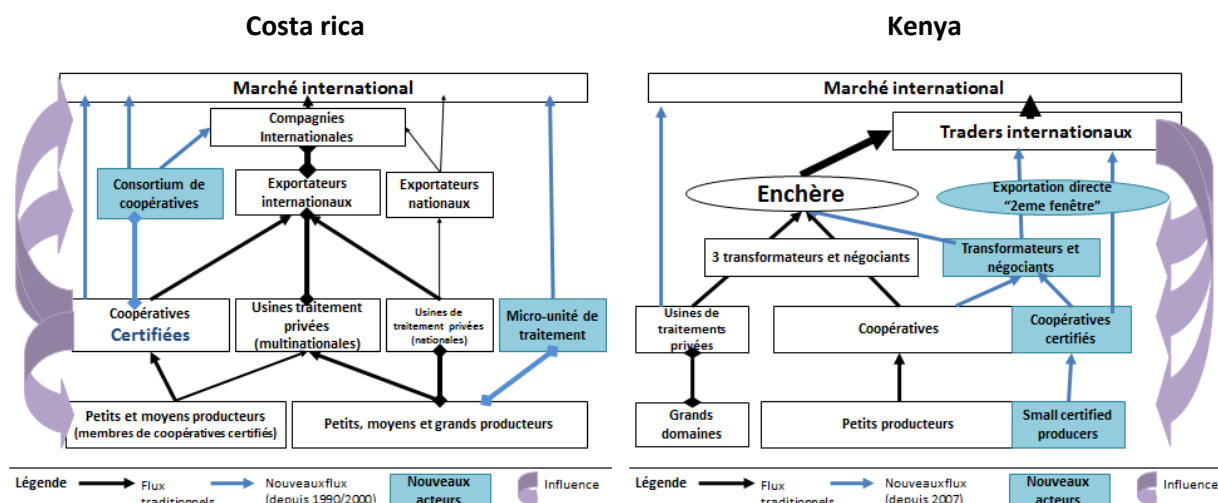 Costa rica
Marché international
Compagnies
Internationales
Consortium de
coopératives
Exportateurs
internationaux
Exportateurs
nationaux
Coopératives
Certifiées
Usines traitement
privées
(multinationales)
Usines de
traitement privées
(nationales)
Micro-unité de
traitement
Petits et moyens producteurs
(membres de coopératives certifiés)
Petits, moyens et grands producteurs
Légende
Flux
traditionnels
Nouveaux flux
(depuis 1990/2000)
Nouveaux
acteurs
Influence
Kenya
Marché international
Traders internationaux
Enchère
Exportation directe
"2eme fenêtre"
3 transformateurs et négociants
Transformateurs et
négociants
Usines de
traitements
privées
Coopératives
Coopératives
certifiés
Grands
domaines
Petits producteurs
Small certified
producers
Légende
Flux
traditionnels
Nouveaux flux
(depuis 2007)
Nouveaux
acteurs
Influence